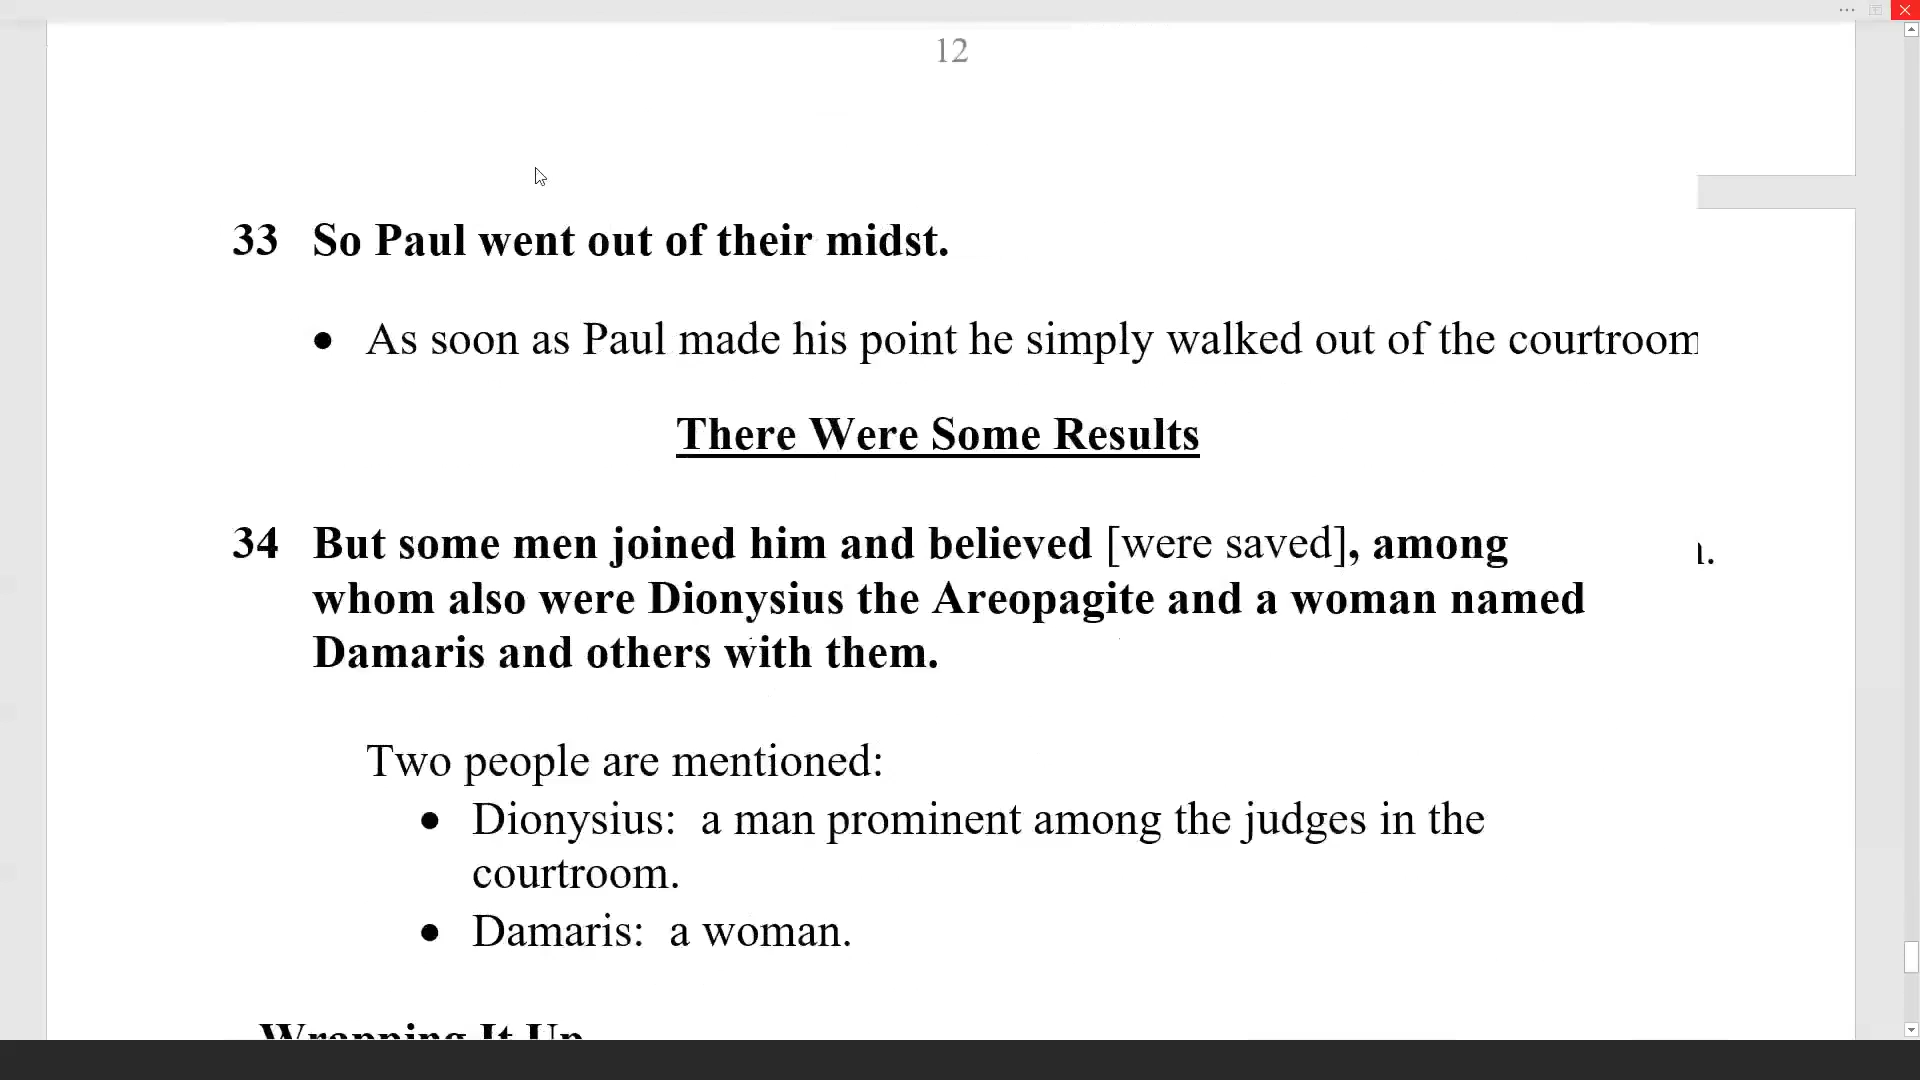 12
33 So Paul went out of their midst.
• As soon as Paul made his point he simply walked out of the courtroom
There Were Some Results
34 But some men joined him and believed [were saved], among
whom also were Dionysius the Areopagite and a woman named
Damaris and others with them.
Two people are mentioned:
• Dionysius: a man prominent among the judges in the
courtroom.
• Damaris: a woman.
Wrapping It Up